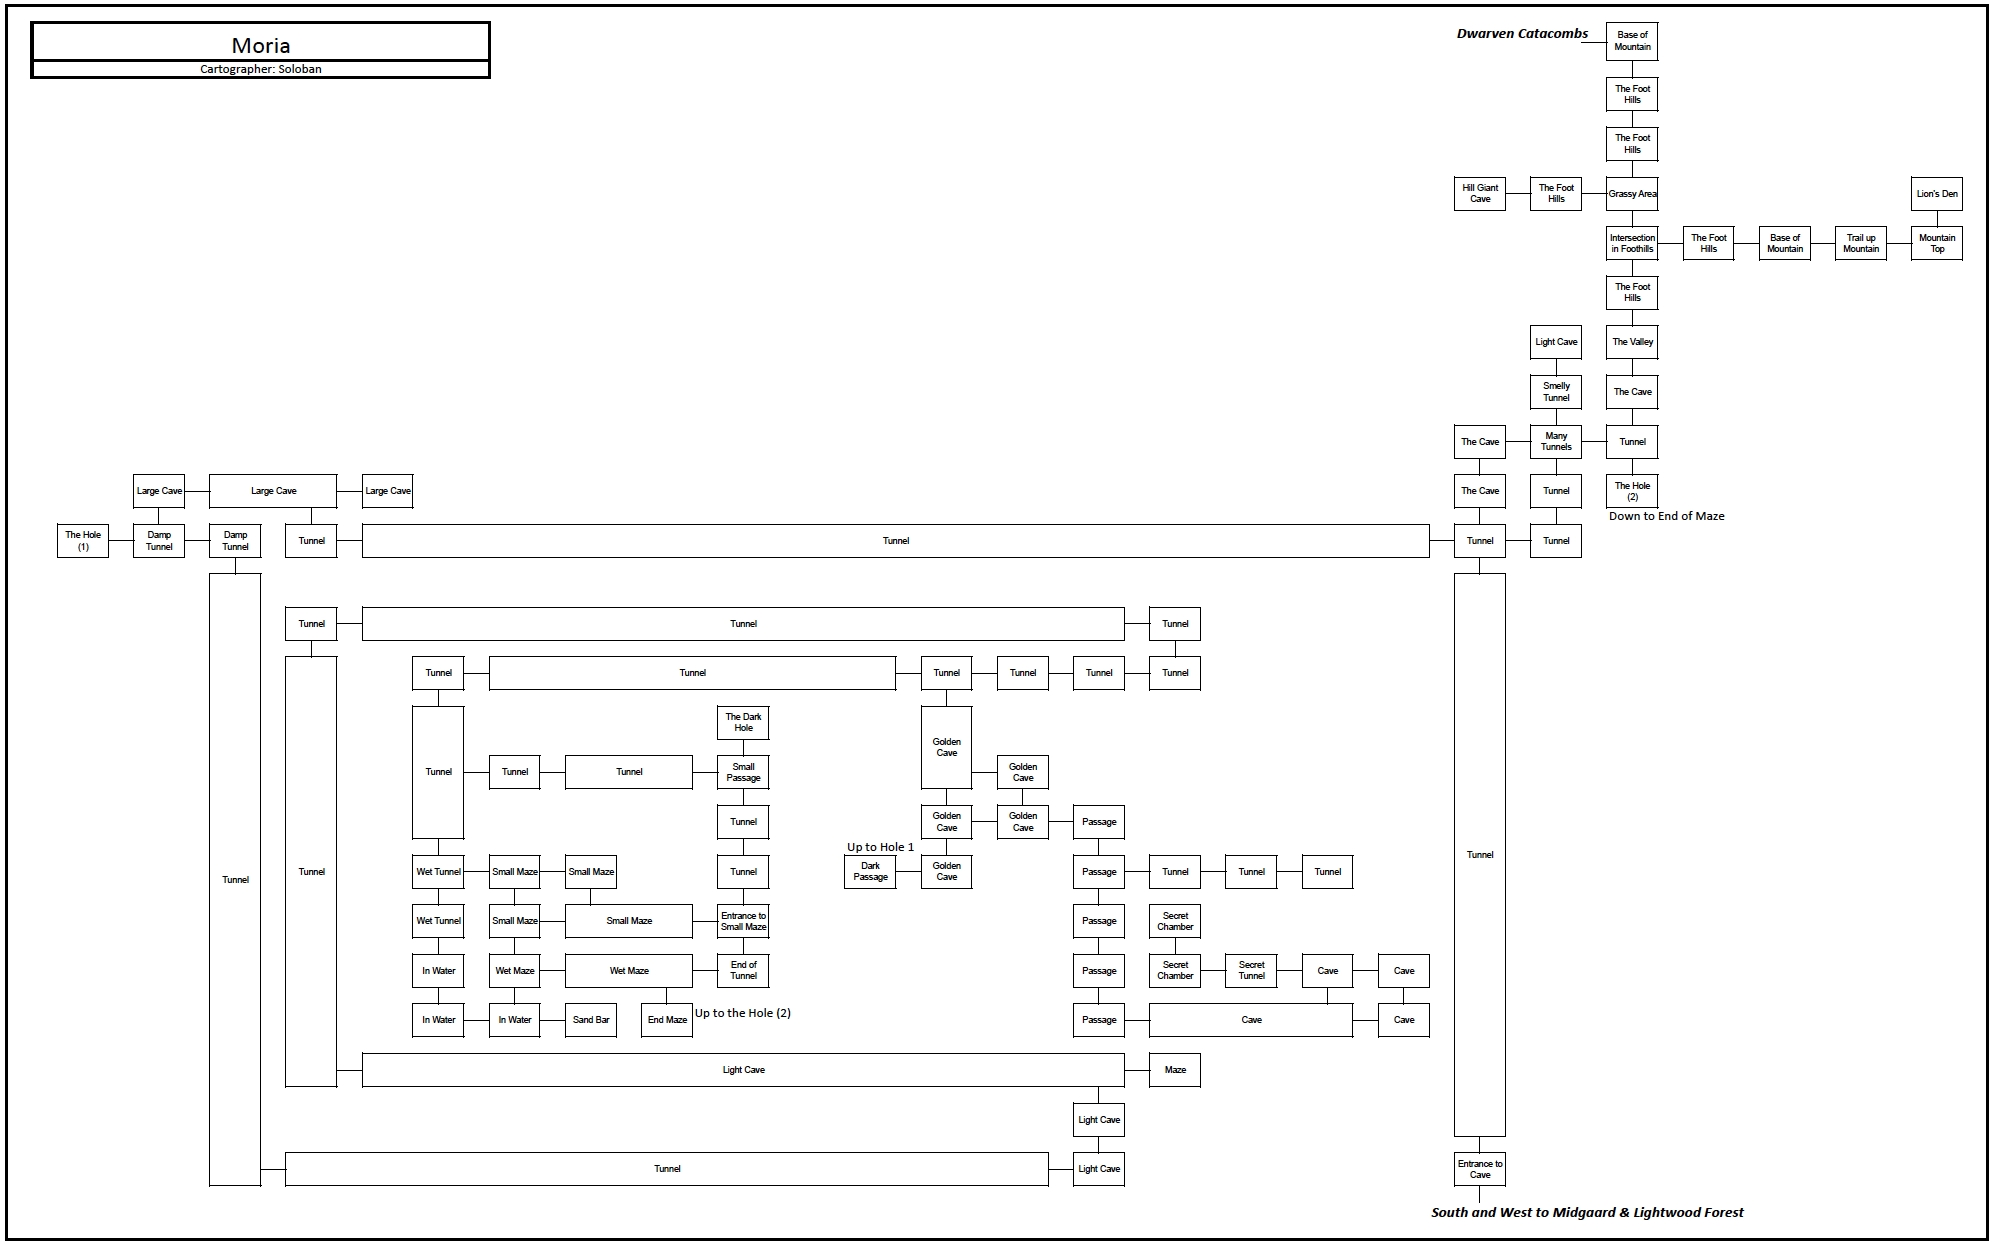 Moria
Cartographer: Soloban
Dwarven Catacombs
Base of
Mountain
The Foot
Hills
The Foot
Hills
Hill Giant
Cave
The Foot
Hills
Grassy Area
Lion's Den
Intersection
in Foothills
The Foot
Hills
Base of
Mountain
Trail up
Mountain
Mountain
Top
The Foot
Hills
Light Cave
The Valley
Smelly
Tunnel
The Cave
The Cave
Many
Tunnels
Tunnel
Large Cave
Large Cave
Large Cave
The Cave
Tunnel
The Hole
(2)
Down to End of Maze
The Hole
(1)
Damp
Tunnel
Damp
Tunnel
Tunnel
Tunnel
Tunnel
Tunnel
Tunnel
Tunnel
Tunnel
Tunnel
Tunnel
Tunnel
Tunnel
Tunnel
Tunnel
The Dark
Hole
Golden
Cave
Tunnel
Tunnel
Tunnel
Small
Passage
Golden
Cave
Tunnel
Golden
Cave
Golden
Cave
Passage
Up to Hole 1
Tunnel
Tunnel
Wet Tunnel
Small Maze
Small Maze
Tunnel
Dark
Passage
Golden
Cave
Passage
Tunnel
Tunnel
Tunnel
Tunnel
Wet Tunnel
Small Maze
Small Maze
Entrance to
Small Maze
Passage
Secret
Chamber
In Water
Wet Maze
Wet Maze
End of
Tunnel
Passage
Secret
Chamber
Secret
Tunnel
Cave
Cave
In Water
In Water
Sand Bar
End Maze
Up to the Hole (2)
Passage
Cave
Cave
Light Cave
Maze
Light Cave
Tunnel
Light Cave
Entrance to
Cave
South and West to Midgaard & Lightwood Forest